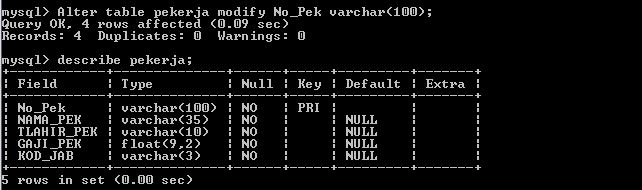 mysql> Alter table pekerja modify No_Pek varchar(100);
Query OK, 4 rows affected (0.09 sec)
Records: 4  Duplicates: 0  Warnings: 0
mysql> describe pekerja;
+------------+--------------+------+-----+---------+-------+
| Field      | Type         | Null | Key | Default | Extra |
+------------+--------------+------+-----+---------+-------+
| No_Pek     | varchar(100) | NO   | PRI |         |       |
| NAMA_PEK   | varchar(35)  | NO   |     | NULL    |       |
| TLAHIR_PEK | varchar(10)  | NO   |     | NULL    |       |
| GAJI_PEK   | float(9,2)   | NO   |     | NULL    |       |
| KOD_JAB    | varchar(3)   | NO   |     | NULL    |       |
+------------+--------------+------+-----+---------+-------+
5 rows in set (0.00 sec)